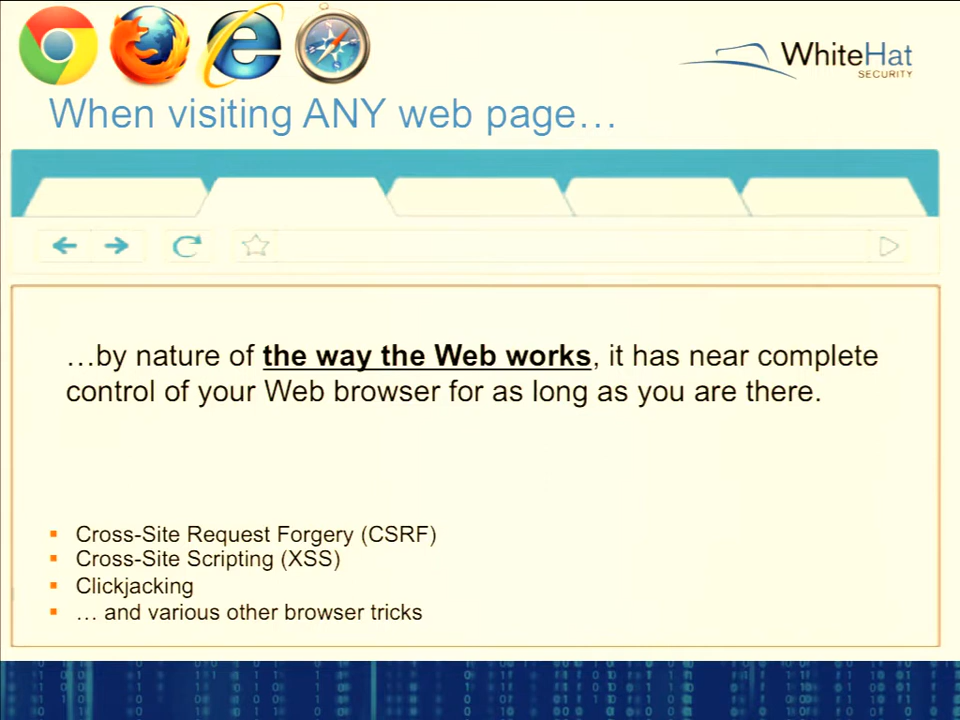 WhiteHat
SECURITY
When visiting ANY web page…
…by nature of the way the Web works, it has near complete
control of your Web browser for as long as you are there.
▪ Cross-Site Request Forgery (CSRF)
▪ Cross-Site Scripting (XSS)
▪ Clickjacking
▪ … and various other browser tricks